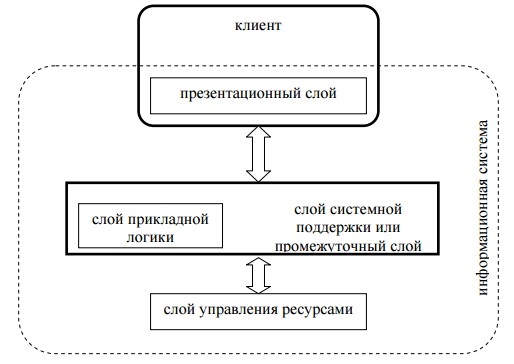 клиент
презентационный слой
слой прикладной
логики
слой системной
поддержки или
промежуточный слой
слой управления ресурсами
информационная система